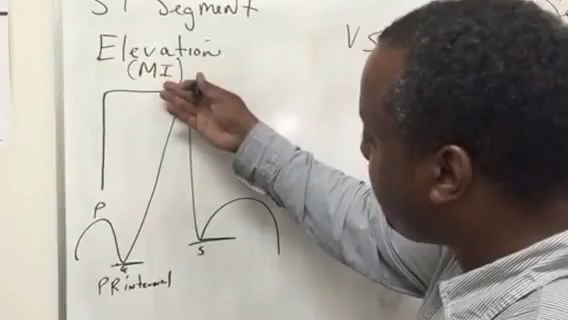 ST Segment
Elevation
(MI)
VS
P
S
PR interval